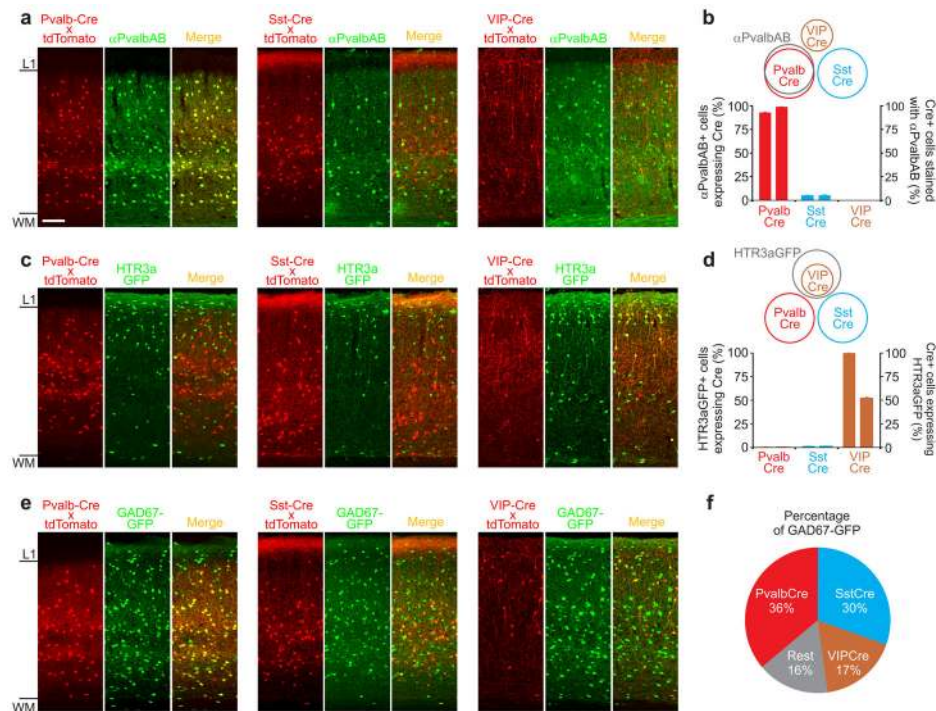 a
Pvalb-Cre
x
tdTomato
αPvalbAB
Merge
Sst-Cre
x
tdTomato
αPvalbAB
Merge
VIP-Cre
x
tdTomato
αPvalbAB
Merge
L1
WM
b
αPvalbAB
VIP
Cre
Pvalb
Cre
Sst
Cre
αPvalbAB+ cells
expressing Cre (%)
100
75
50
25
0
Pvalb
Cre
Sst
Cre
VIP
Cre
100
75
50
25
0
Cre+ cells stained
with αPvalbAB (%)
c
Pvalb-Cre
x
tdTomato
HTR3a
GFP
Merge
Sst-Cre
x
tdTomato
HTR3a
GFP
Merge
VIP-Cre
x
tdTomato
HTR3a
GFP
Merge
L1
WM
d
HTR3aGFP
VIP
Cre
Pvalb
Cre
Sst
Cre
HTR3aGFP+ cells
expressing Cre (%)
100
75
50
25
0
Pvalb
Cre
Sst
Cre
VIP
Cre
100
75
50
25
0
Cre+ cells expressing
HTR3aGFP (%)
e
Pvalb-Cre
x
tdTomato
GAD67-
GFP
Merge
Sst-Cre
x
tdTomato
GAD67-
GFP
Merge
VIP-Cre
x
tdTomato
GAD67-
GFP
Merge
L1
WM
f
Percentage
of GAD67-GFP
PvalbCre
36%
SstCre
30%
Rest
16%
VIPCre
17%